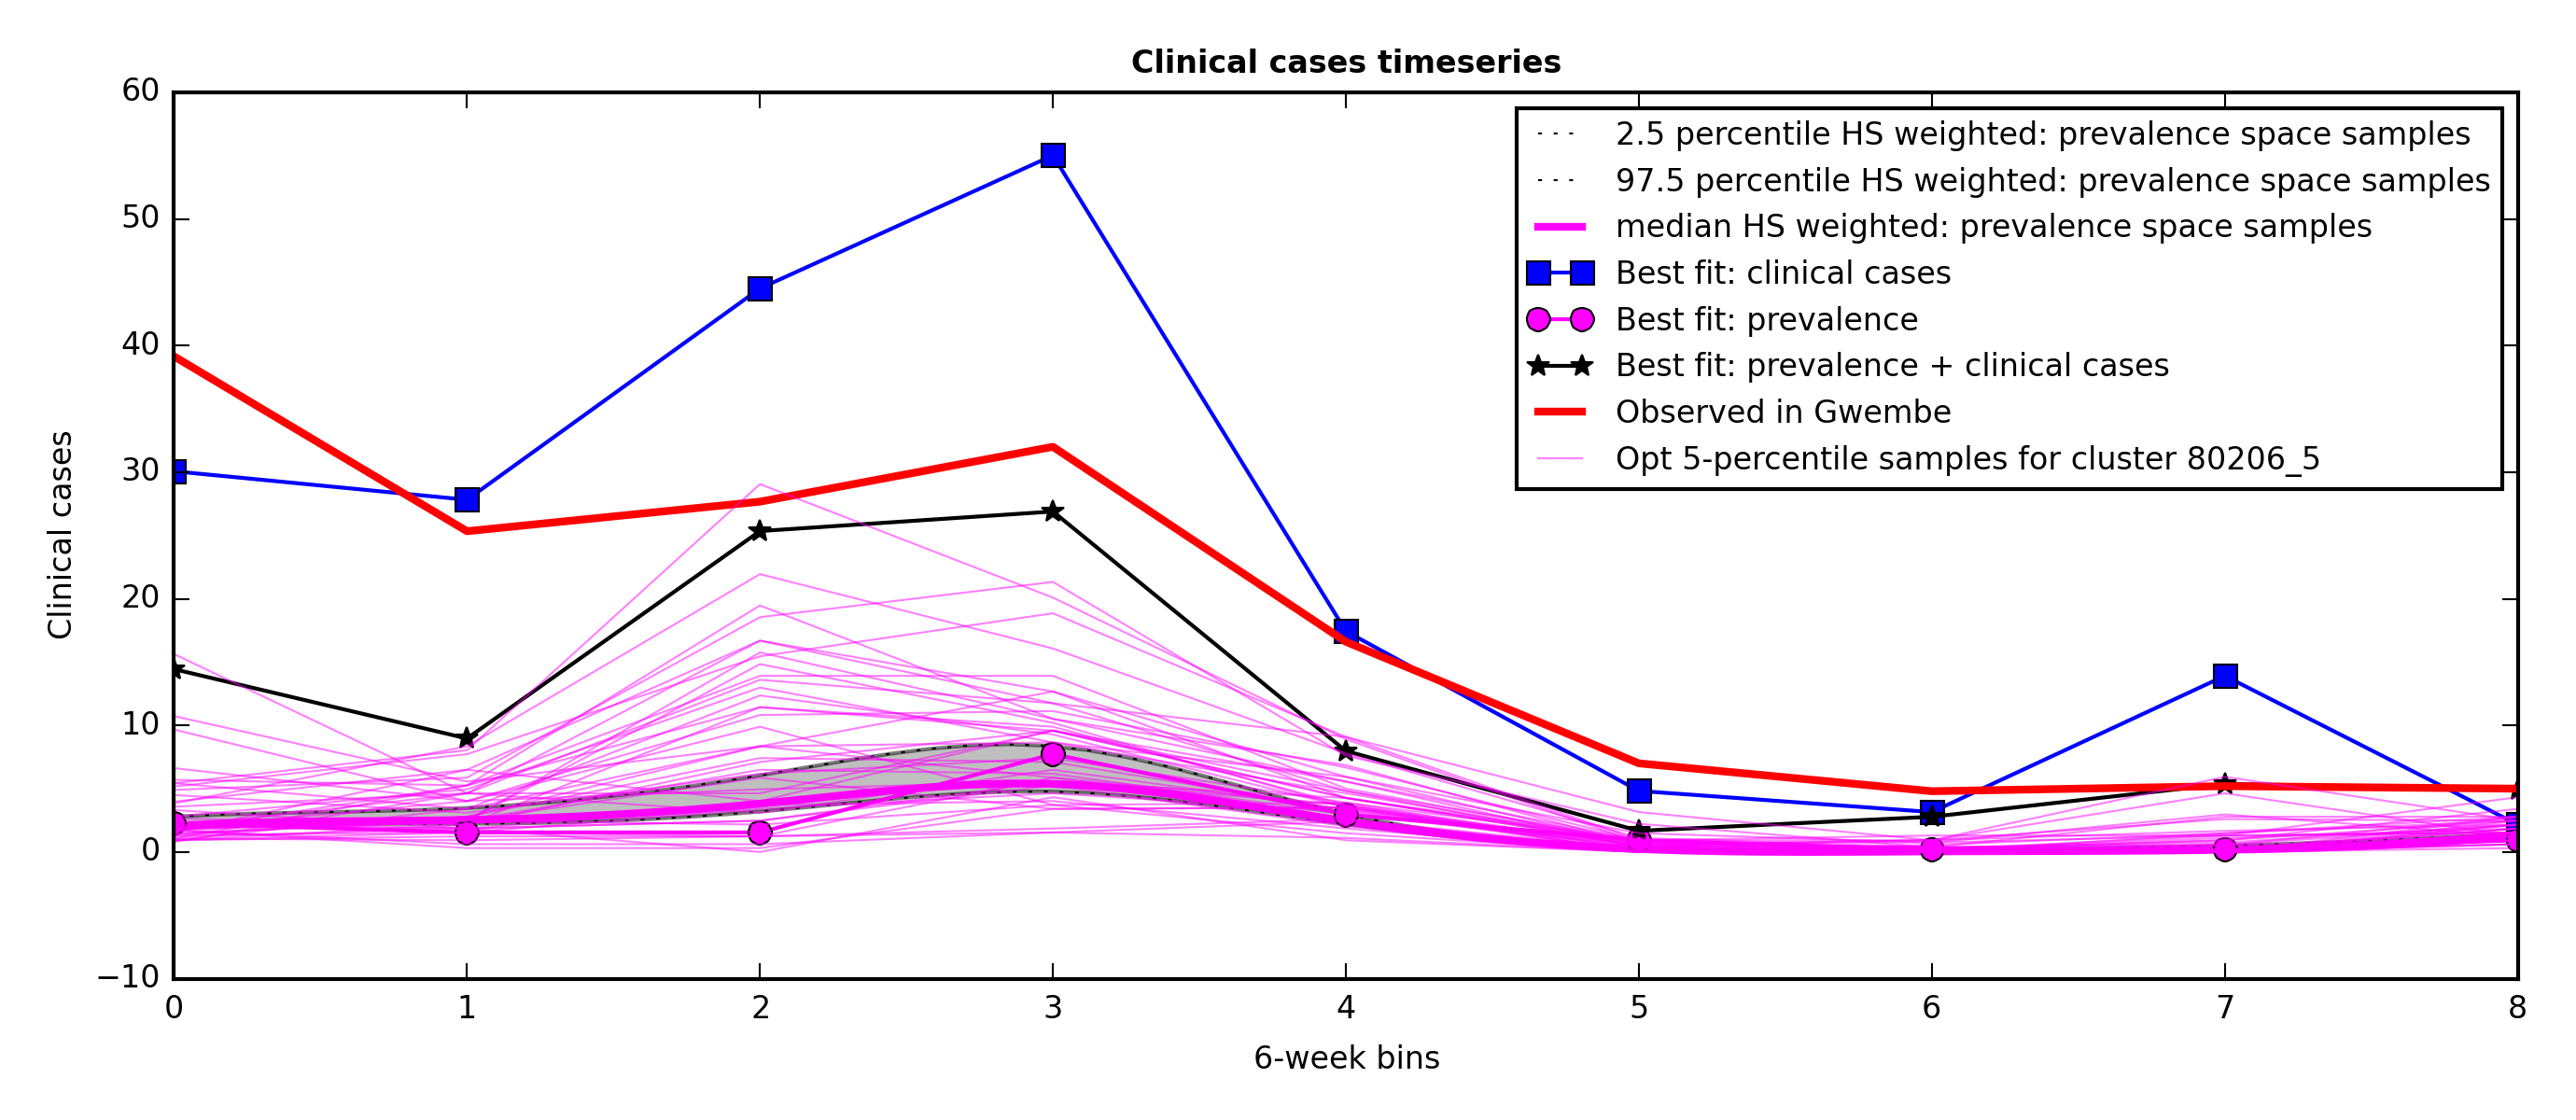 Clinical cases timeseries
60
50
40
30
20
10
0
−10
Clinical cases
2.5 percentile HS weighted: prevalence space samples
97.5 percentile HS weighted: prevalence space samples
median HS weighted: prevalence space samples
Best fit: clinical cases
Best fit: prevalence
Best fit: prevalence + clinical cases
Observed in Gwembe
Opt 5-percentile samples for cluster 80206_5
0 1 2 3 4 5 6 7 8
6-week bins